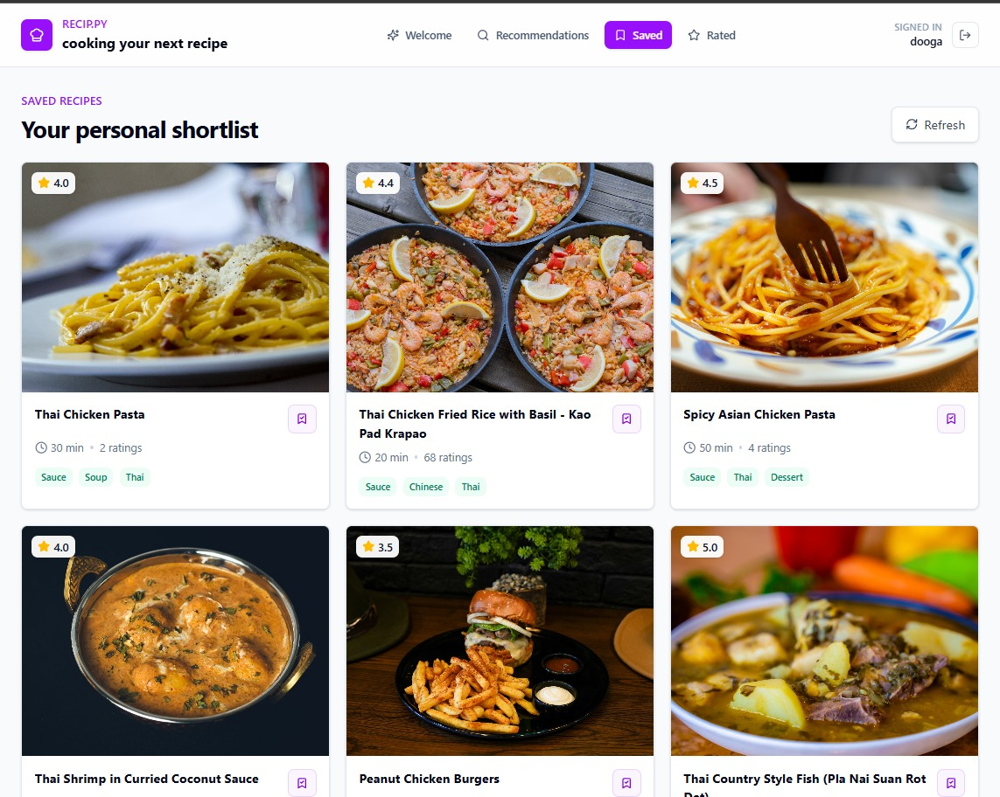 RECIP.PY
cooking your next recipe
Welcome
Recommendations
Saved
Rated
SIGNED IN
dooga
SAVED RECIPES
Your personal shortlist
Refresh
4.0
4.4
4.5
Thai Chicken Pasta
30 min • 2 ratings
Sauce Soup Thai
Thai Chicken Fried Rice with Basil - Kao
Pad Krapao
20 min • 68 ratings
Sauce Chinese Thai
Spicy Asian Chicken Pasta
50 min • 4 ratings
Sauce Thai Dessert
4.0
3.5
5.0
Thai Shrimp in Curried Coconut Sauce
Peanut Chicken Burgers
Thai Country Style Fish (Pla Nai Suan Rot